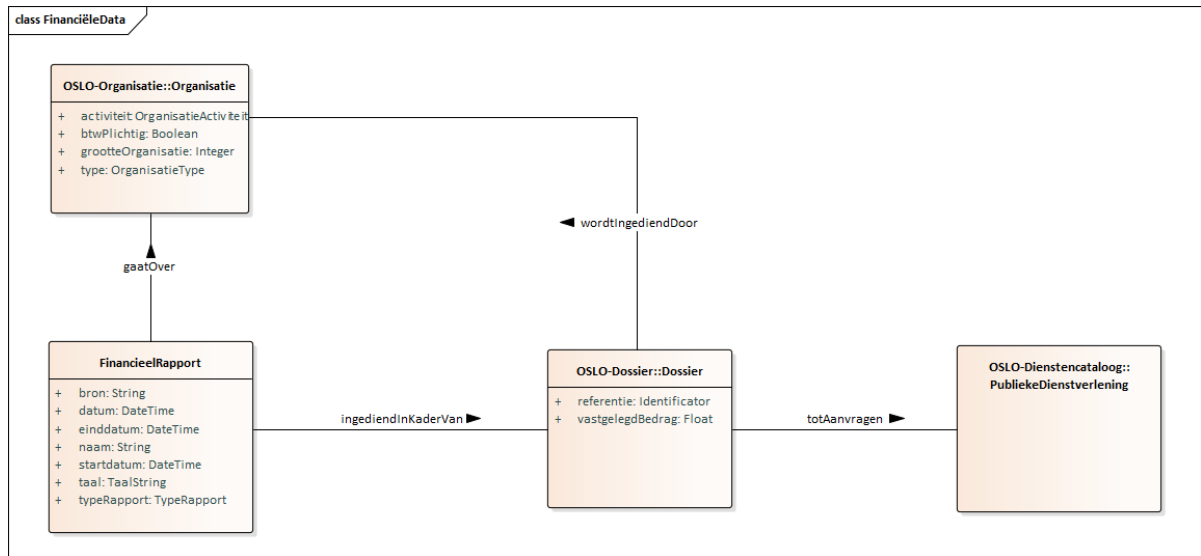 class FinanciëleData
OSLO-Organisatie::Organisatie
+ activiteit: OrganisatieActiviteit
+ btwPlichtig: Boolean
+ grootteOrganisatie: Integer
+ type: OrganisatieType
wordtIngediendDoor
gaatOver
FinancieelRapport
+ bron: String
+ datum: DateTime
+ einddatum: DateTime
+ naam: String
+ startdatum: DateTime
+ taal: TaalString
+ typeRapport: TypeRapport
ingediendInKaderVan
OSLO-Dossier::Dossier
+ referentie: Identificator
+ vastgelegdBedrag: Float
totAanvragen
OSLO-Dienstencataloog::
PubliekeDienstverlening